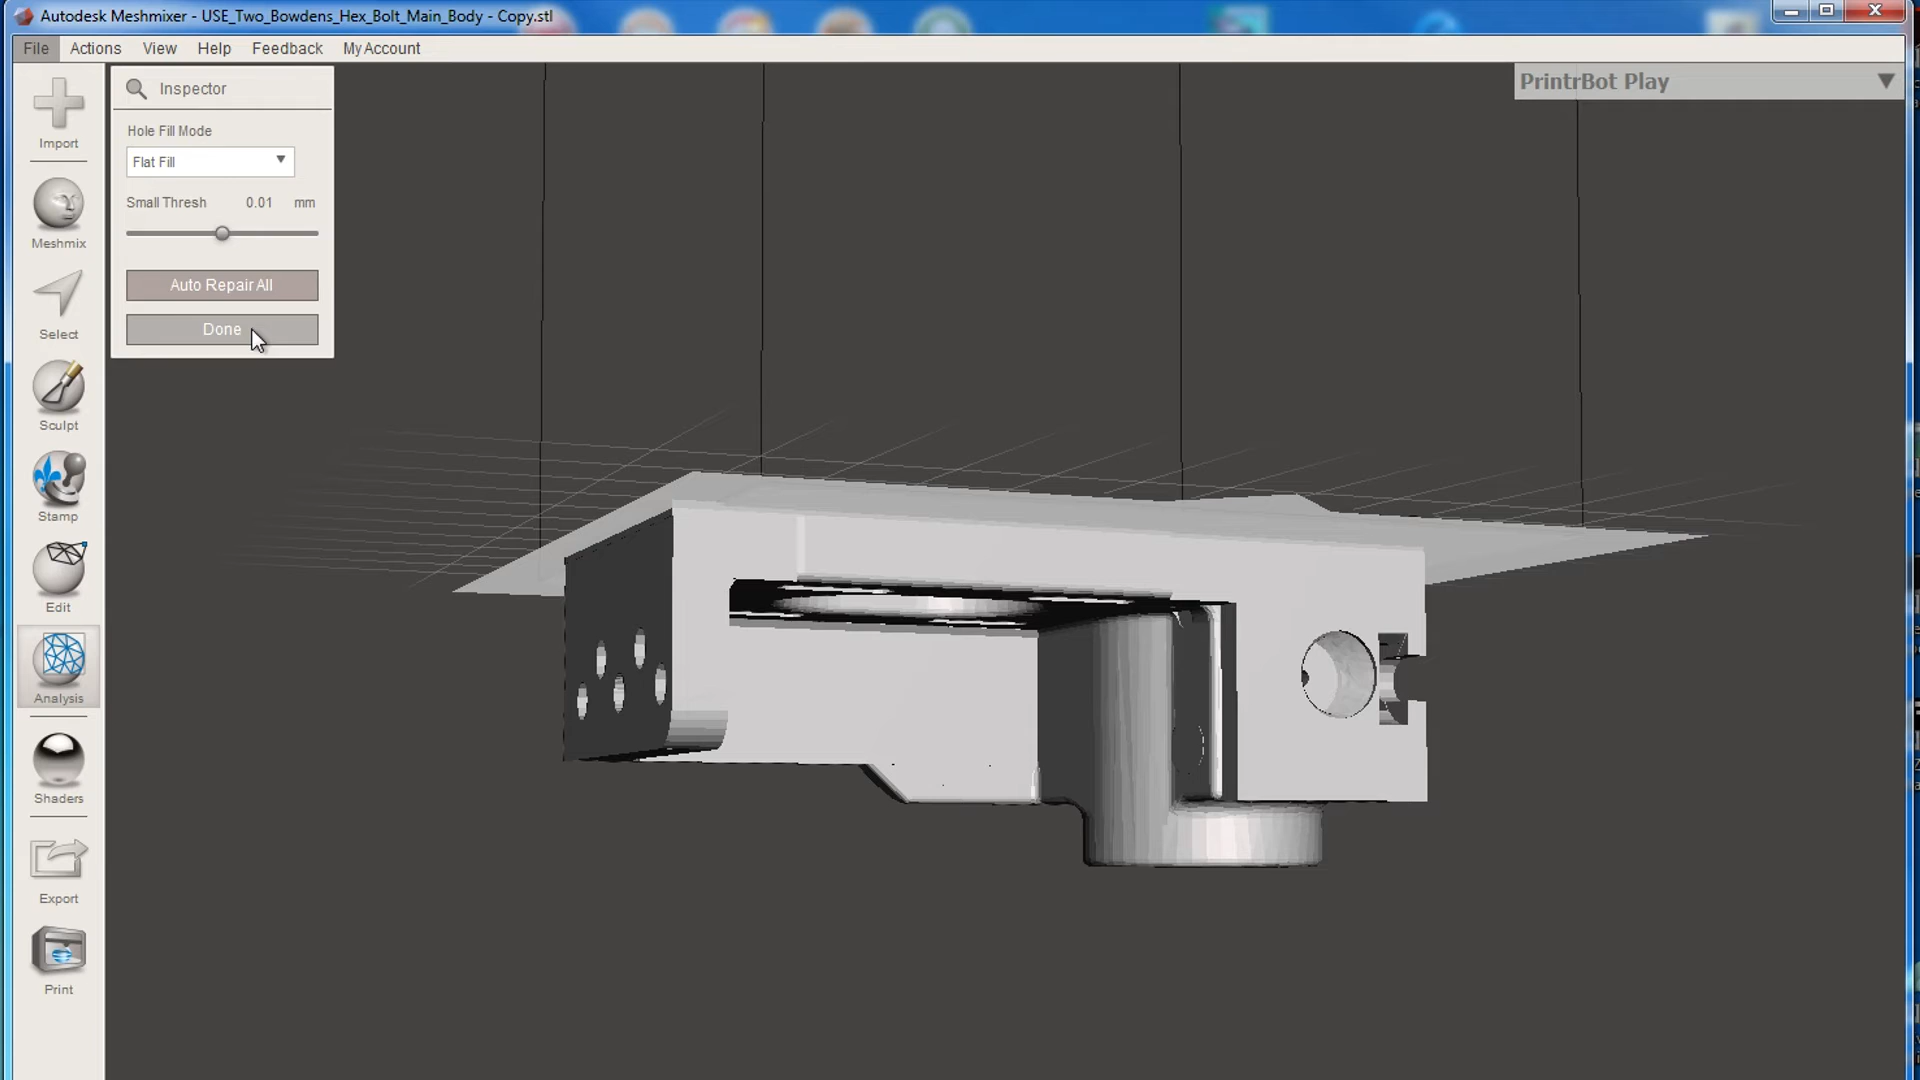 Autodesk Meshmixer - USE_Two_Bowdens_Hex_Bolt_Main_Body - Copy.stl
File Actions View Help Feedback My Account
Inspector
PrintrBot Play
Hole Fill Mode
Flat Fill
Small Thresh 0.01 mm
Auto Repair All
Done
Import
Meshmix
Select
Sculpt
Stamp
Edit
Analysis
Shaders
Export
Print